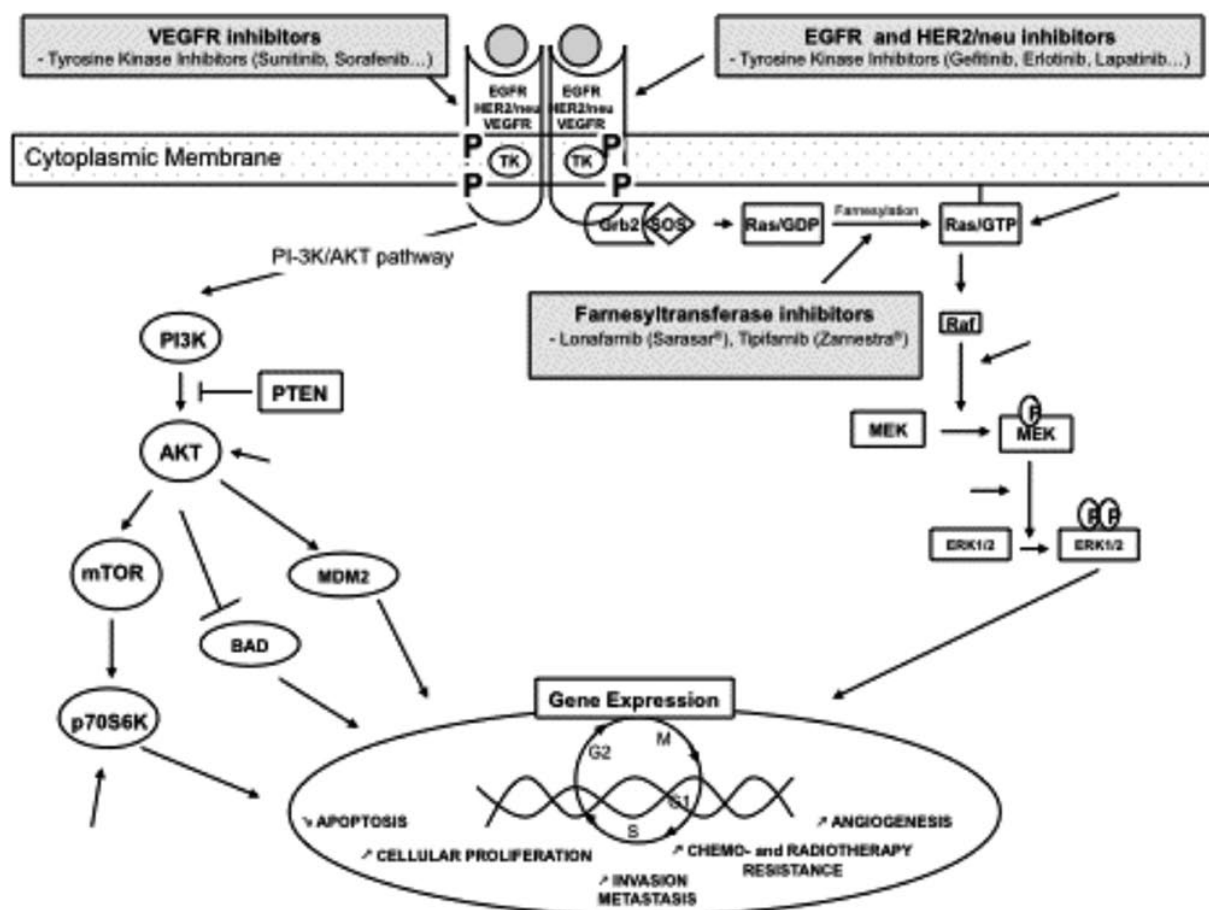 VEGFR inhibitors
- Tyrosine Kinase Inhibitors (Sunitinib, Sorafenib...)
EGFR and HER2/neu inhibitors
- Tyrosine Kinase Inhibitors (Gefitinib, Erlotinib, Lapatinib...)
EGFR
HER2/neu
VEGFR
EGFR
HER2/neu
VEGFR
P
P
Cytoplasmic Membrane
TK
TK
P
P
Grb2
SOS
Ras/GDP
Farnesylation
Ras/GTP
PI-3K/AKT pathway
Farnesyltransferase inhibitors
- Lonafarnib (Sarasar®), Tipifarnib (Zarnestra®)
Raf
PI3K
PTEN
P
MEK
MEK
AKT
P P
ERK1/2
ERK1/2
mTOR
MDM2
BAD
p70S6K
Gene Expression
G2
M
G1
S
↘ APOPTOSIS
↗ ANGIOGENESIS
↗ CELLULAR PROLIFERATION
↗ CHEMO- and RADIOTHERAPY
RESISTANCE
↗ INVASION
METASTASIS